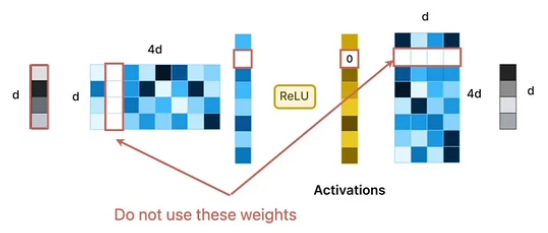 d
4d
d
d
0
ReLU
4d
d
Activations
Do not use these weights